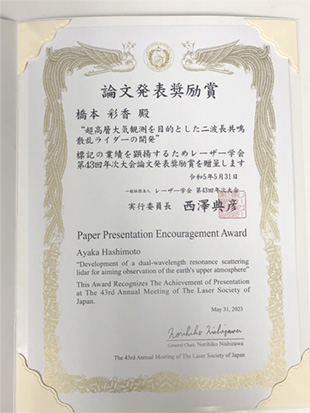 論文発表奨励賞
橋本 彩香 殿
“超高層大気観測を目的とした二波長共鳴
散乱ライダーの開発”
標記の業績を顕揚するためレーザー学会
第43回年次大会論文発表奨励賞を贈呈します
令和5年5月31日
一般社団法人 レーザー学会 第43回年次大会
実行委員長 西澤典彦
Paper Presentation Encouragement Award
Ayaka Hashimoto
“Development of a dual-wavelength resonance scattering
lidar for aiming observation of the earth's upper atmosphere”
This Award Recognizes The Achievement of Presentation
at The 43rd Annual Meeting of The Laser Society of
Japan.
May 31, 2023
Norihiko Nishizawa
General Chair, Norihiko Nishizawa
The 43rd Annual Meeting of The Laser Society of Japan